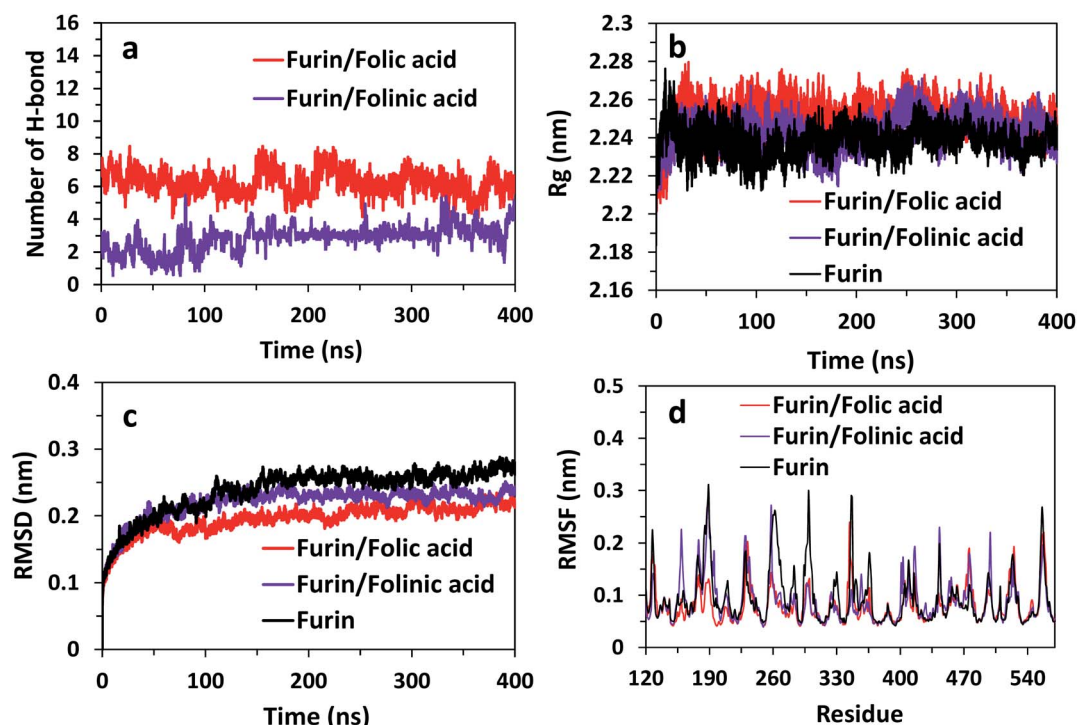 a
Furin/Folic acid
Furin/Folinic acid
Number of H-bond
16
14
12
10
8
6
4
2
0
0 100 200 300 400
Time (ns)
b
Rg (nm)
2.3
2.28
2.26
2.24
2.22
2.2
2.18
2.16
Furin/Folic acid
Furin/Folinic acid
Furin
0 100 200 300 400
Time (ns)
c
RMSD (nm)
0.4
0.3
0.2
0.1
0
Furin/Folic acid
Furin/Folinic acid
Furin
0 100 200 300 400
Time (ns)
d
RMSF (nm)
0.5
0.4
0.3
0.2
0.1
0
Furin/Folic acid
Furin/Folinic acid
Furin
120 190 260 330 400 470 540
Residue